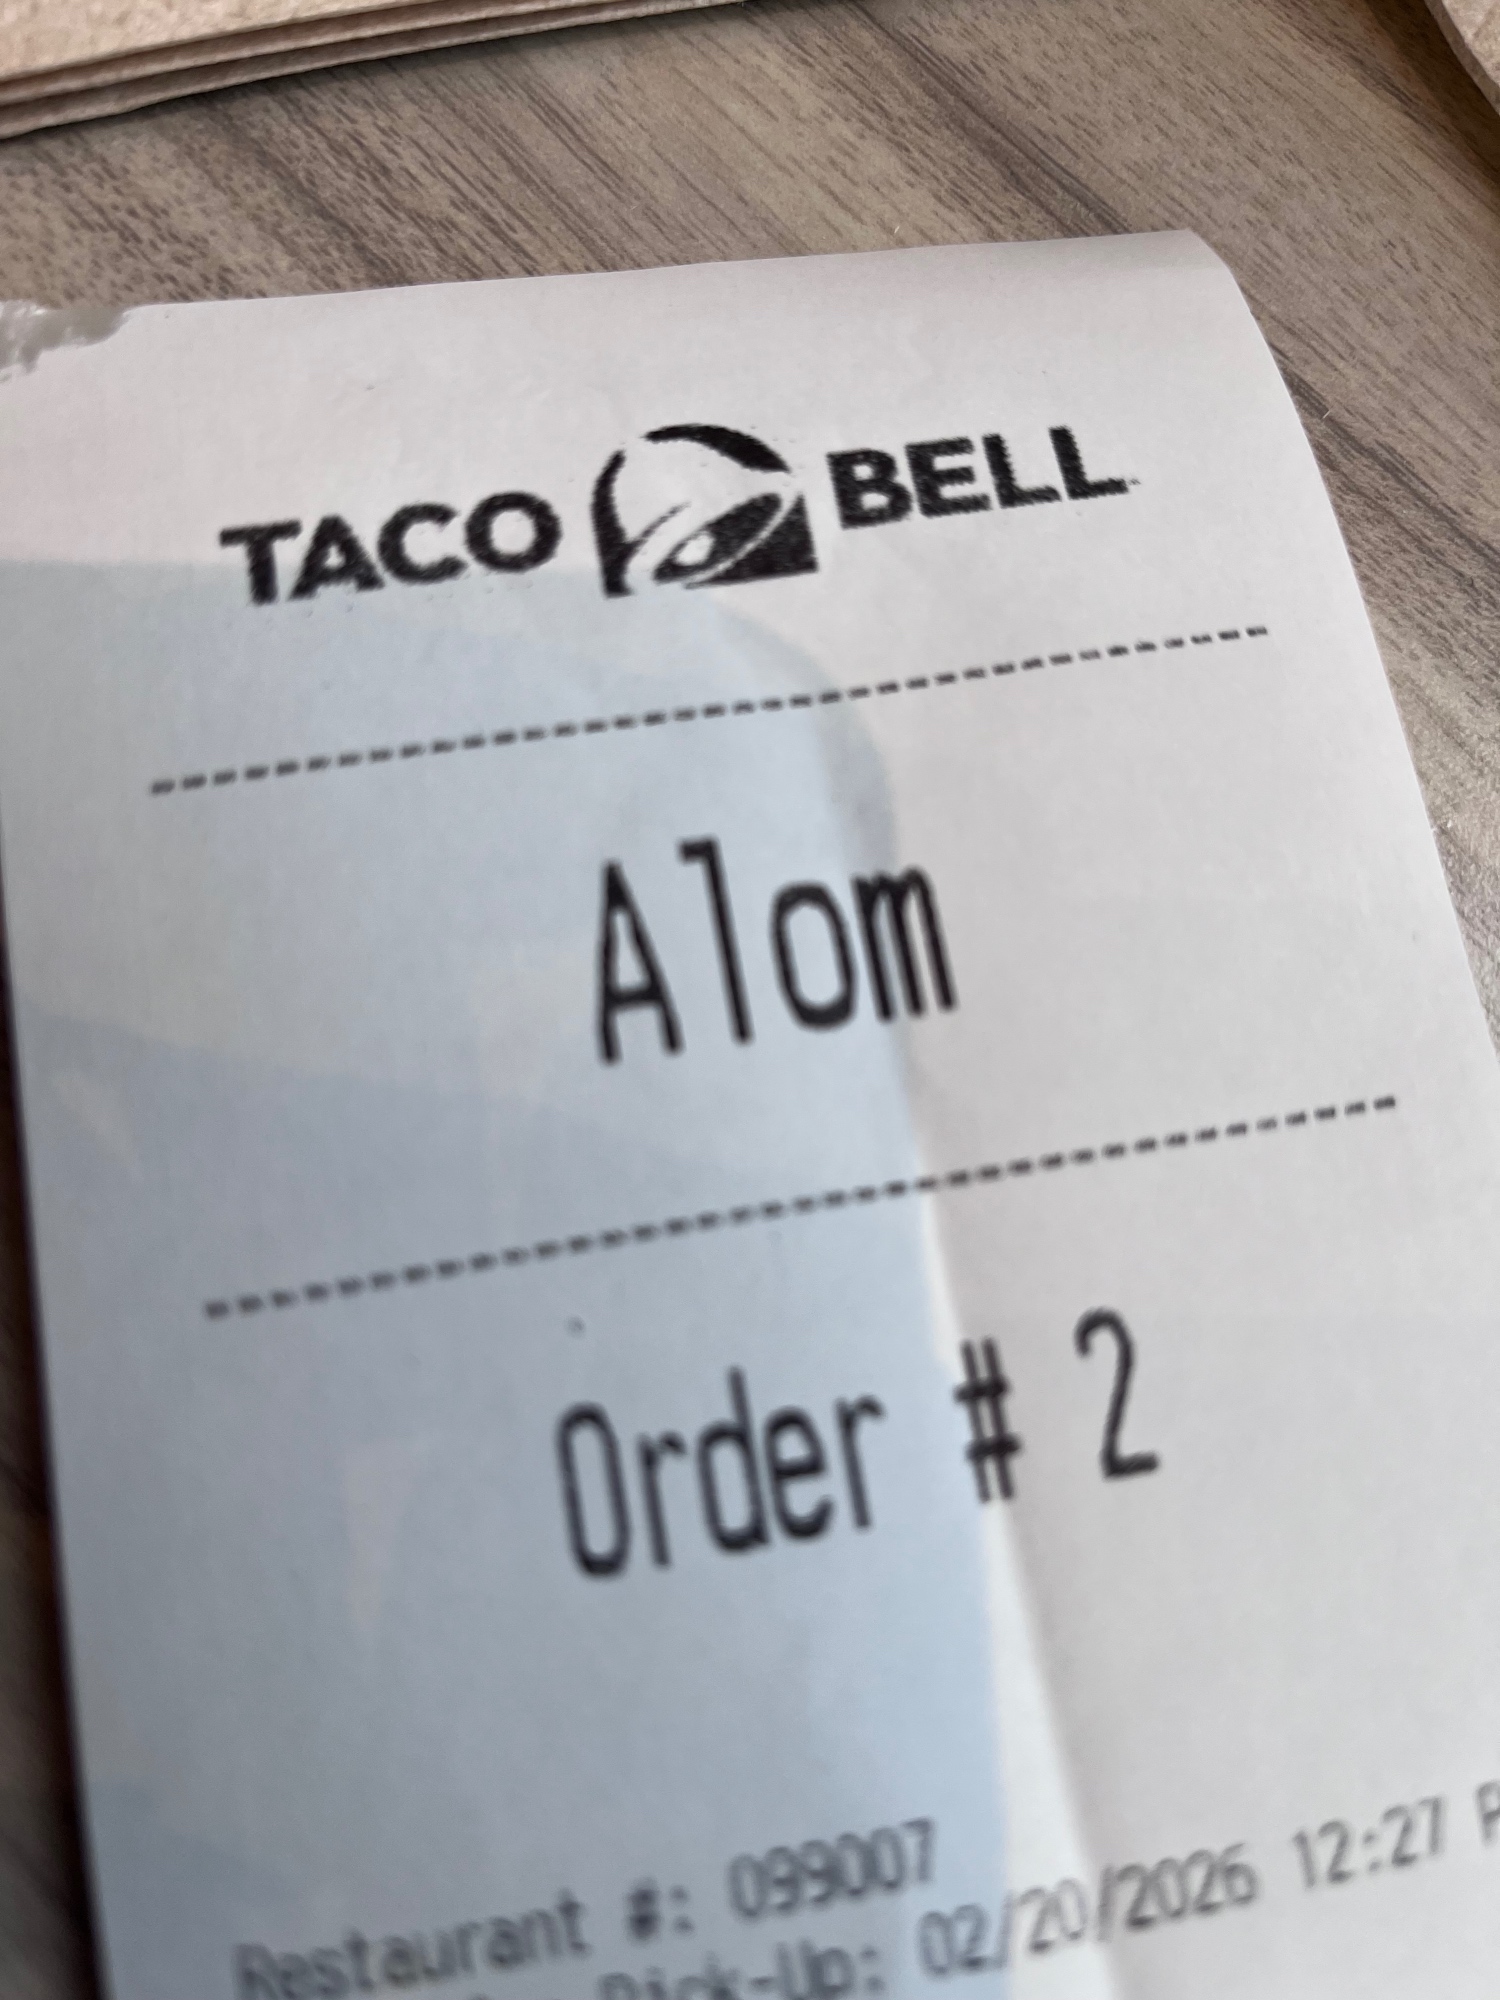 TACO BELL
Alom
Order # 2
Restaurant #: 099007
Pick-Up: 02/20/2026 12:27